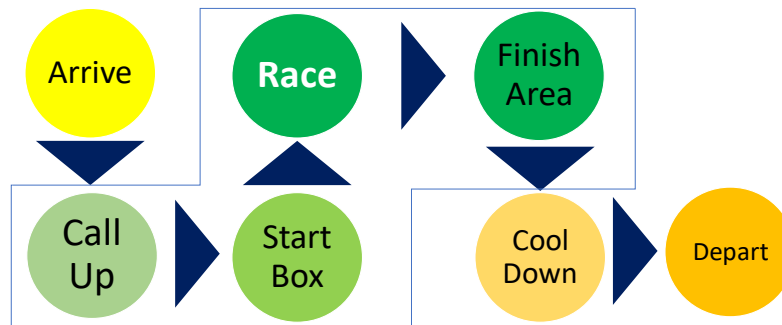 Arrive
Race
Finish
Area
Call
Up
Start
Box
Cool
Down
Depart